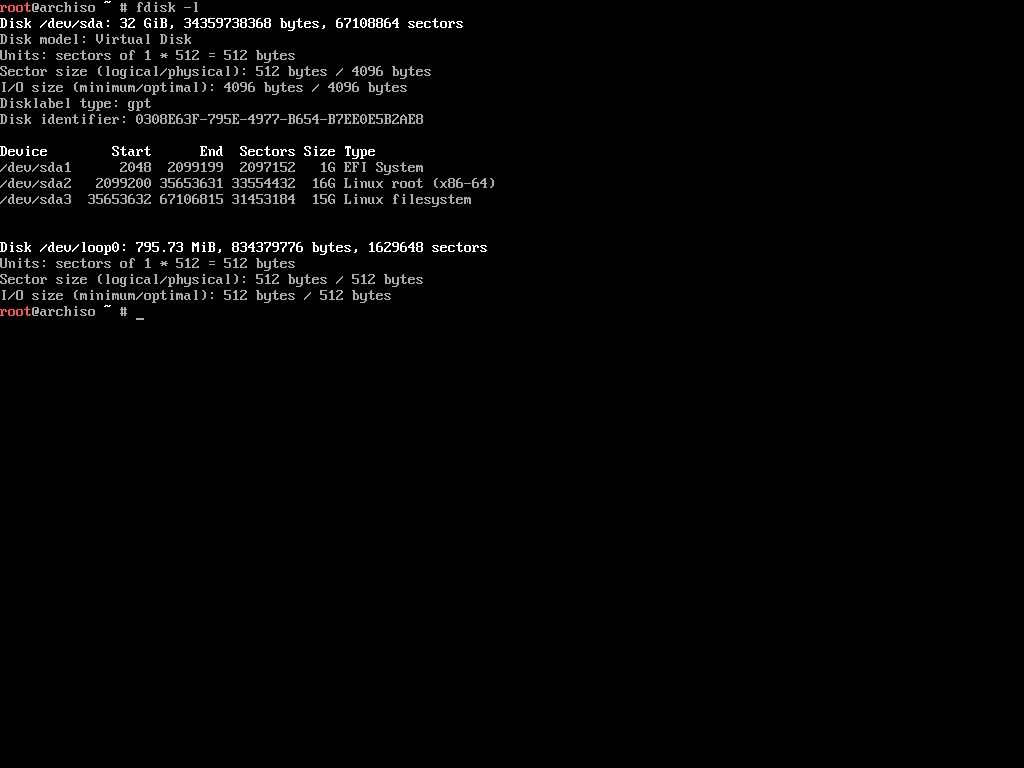 root@archiso ~ # fdisk -l
Disk /dev/sda: 32 GiB, 34359738368 bytes, 67108864 sectors
Disk model: Virtual Disk
Units: sectors of 1 * 512 = 512 bytes
Sector size (logical/physical): 512 bytes / 4096 bytes
I/O size (minimum/optimal): 4096 bytes / 4096 bytes
Disklabel type: gpt
Disk identifier: 0308E63F-795E-4977-B654-B7EE0E5B2AE8

Device        Start      End  Sectors Size Type
/dev/sda1      2048  2099199  2097152   1G EFI System
/dev/sda2   2099200 35653631 33554432  16G Linux root (x86-64)
/dev/sda3  35653632 67106815 31453184  15G Linux filesystem


Disk /dev/loop0: 795.73 MiB, 834379776 bytes, 1629648 sectors
Units: sectors of 1 * 512 = 512 bytes
Sector size (logical/physical): 512 bytes / 512 bytes
I/O size (minimum/optimal): 512 bytes / 512 bytes
root@archiso ~ # _